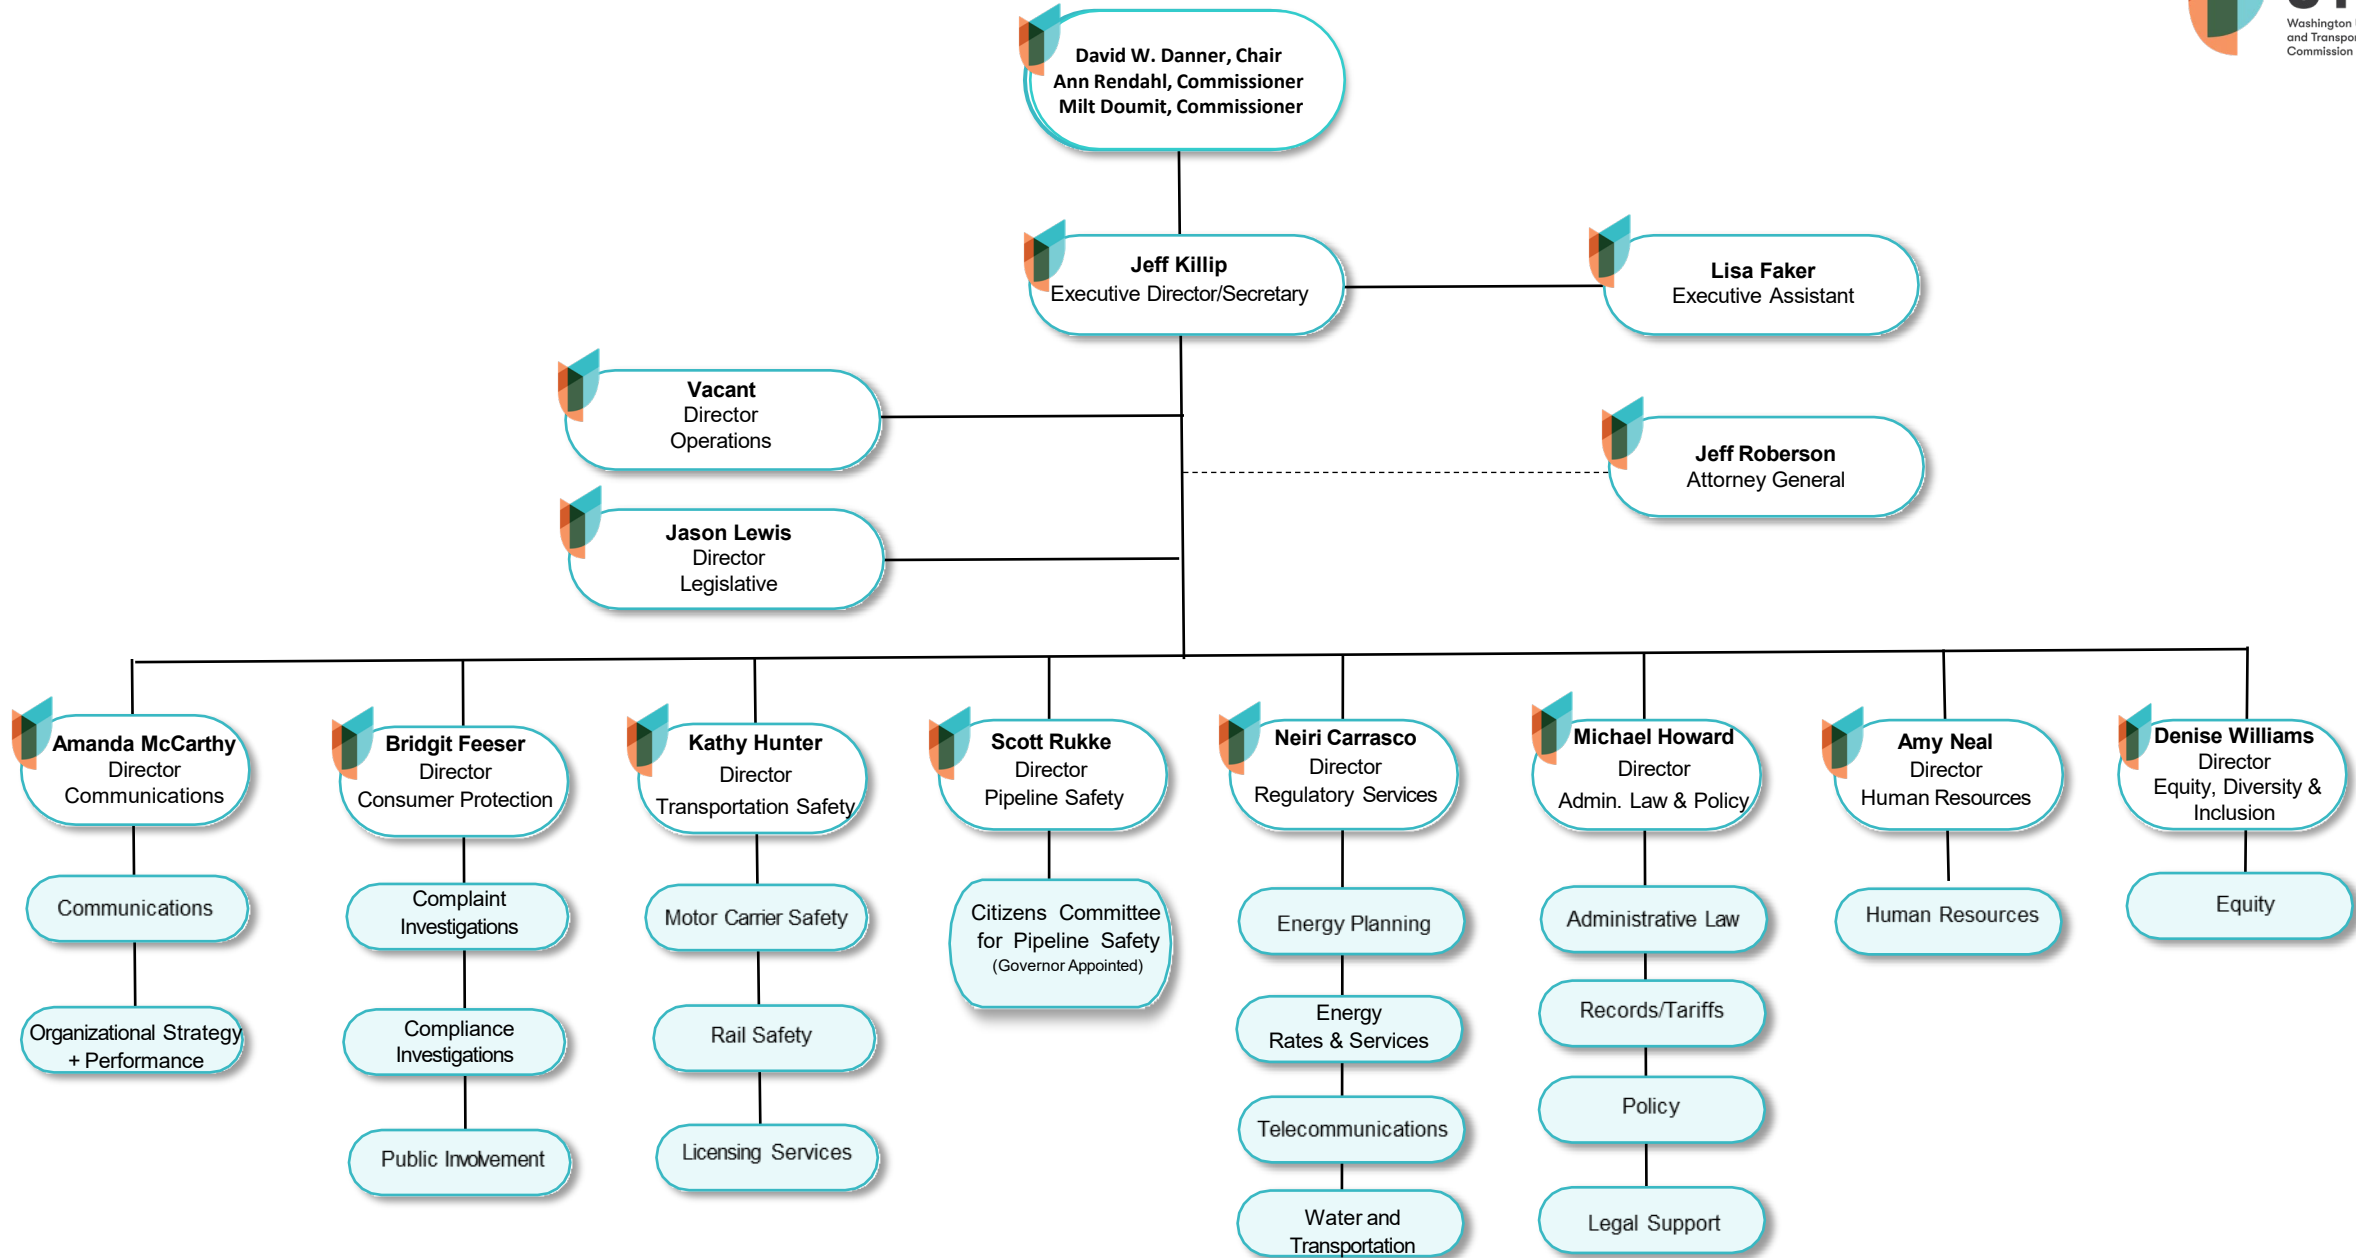 Washington
and Transpor
Commission
David W. Danner, Chair
Ann Rendahl, Commissioner
Milt Doumit, Commissioner
Jeff Killip
Executive Director/Secretary
Lisa Faker
Executive Assistant
Vacant
Director
Operations
Jeff Roberson
Attorney General
Jason Lewis
Director
Legislative
Amanda McCarthy
Director
Communications
Communications
Organizational Strategy
+ Performance
Bridgit Feeser
Director
Consumer Protection
Complaint
Investigations
Compliance
Investigations
Public Involvement
Kathy Hunter
Director
Transportation Safety
Motor Carrier Safety
Rail Safety
Licensing Services
Scott Rukke
Director
Pipeline Safety
Citizens Committee
for Pipeline Safety
(Governor Appointed)
Neiri Carrasco
Director
Regulatory Services
Energy Planning
Energy
Rates & Services
Telecommunications
Water and
Transportation
Michael Howard
Director
Admin. Law & Policy
Administrative Law
Records/Tariffs
Policy
Legal Support
Amy Neal
Director
Human Resources
Human Resources
Denise Williams
Director
Equity, Diversity &
Inclusion
Equity